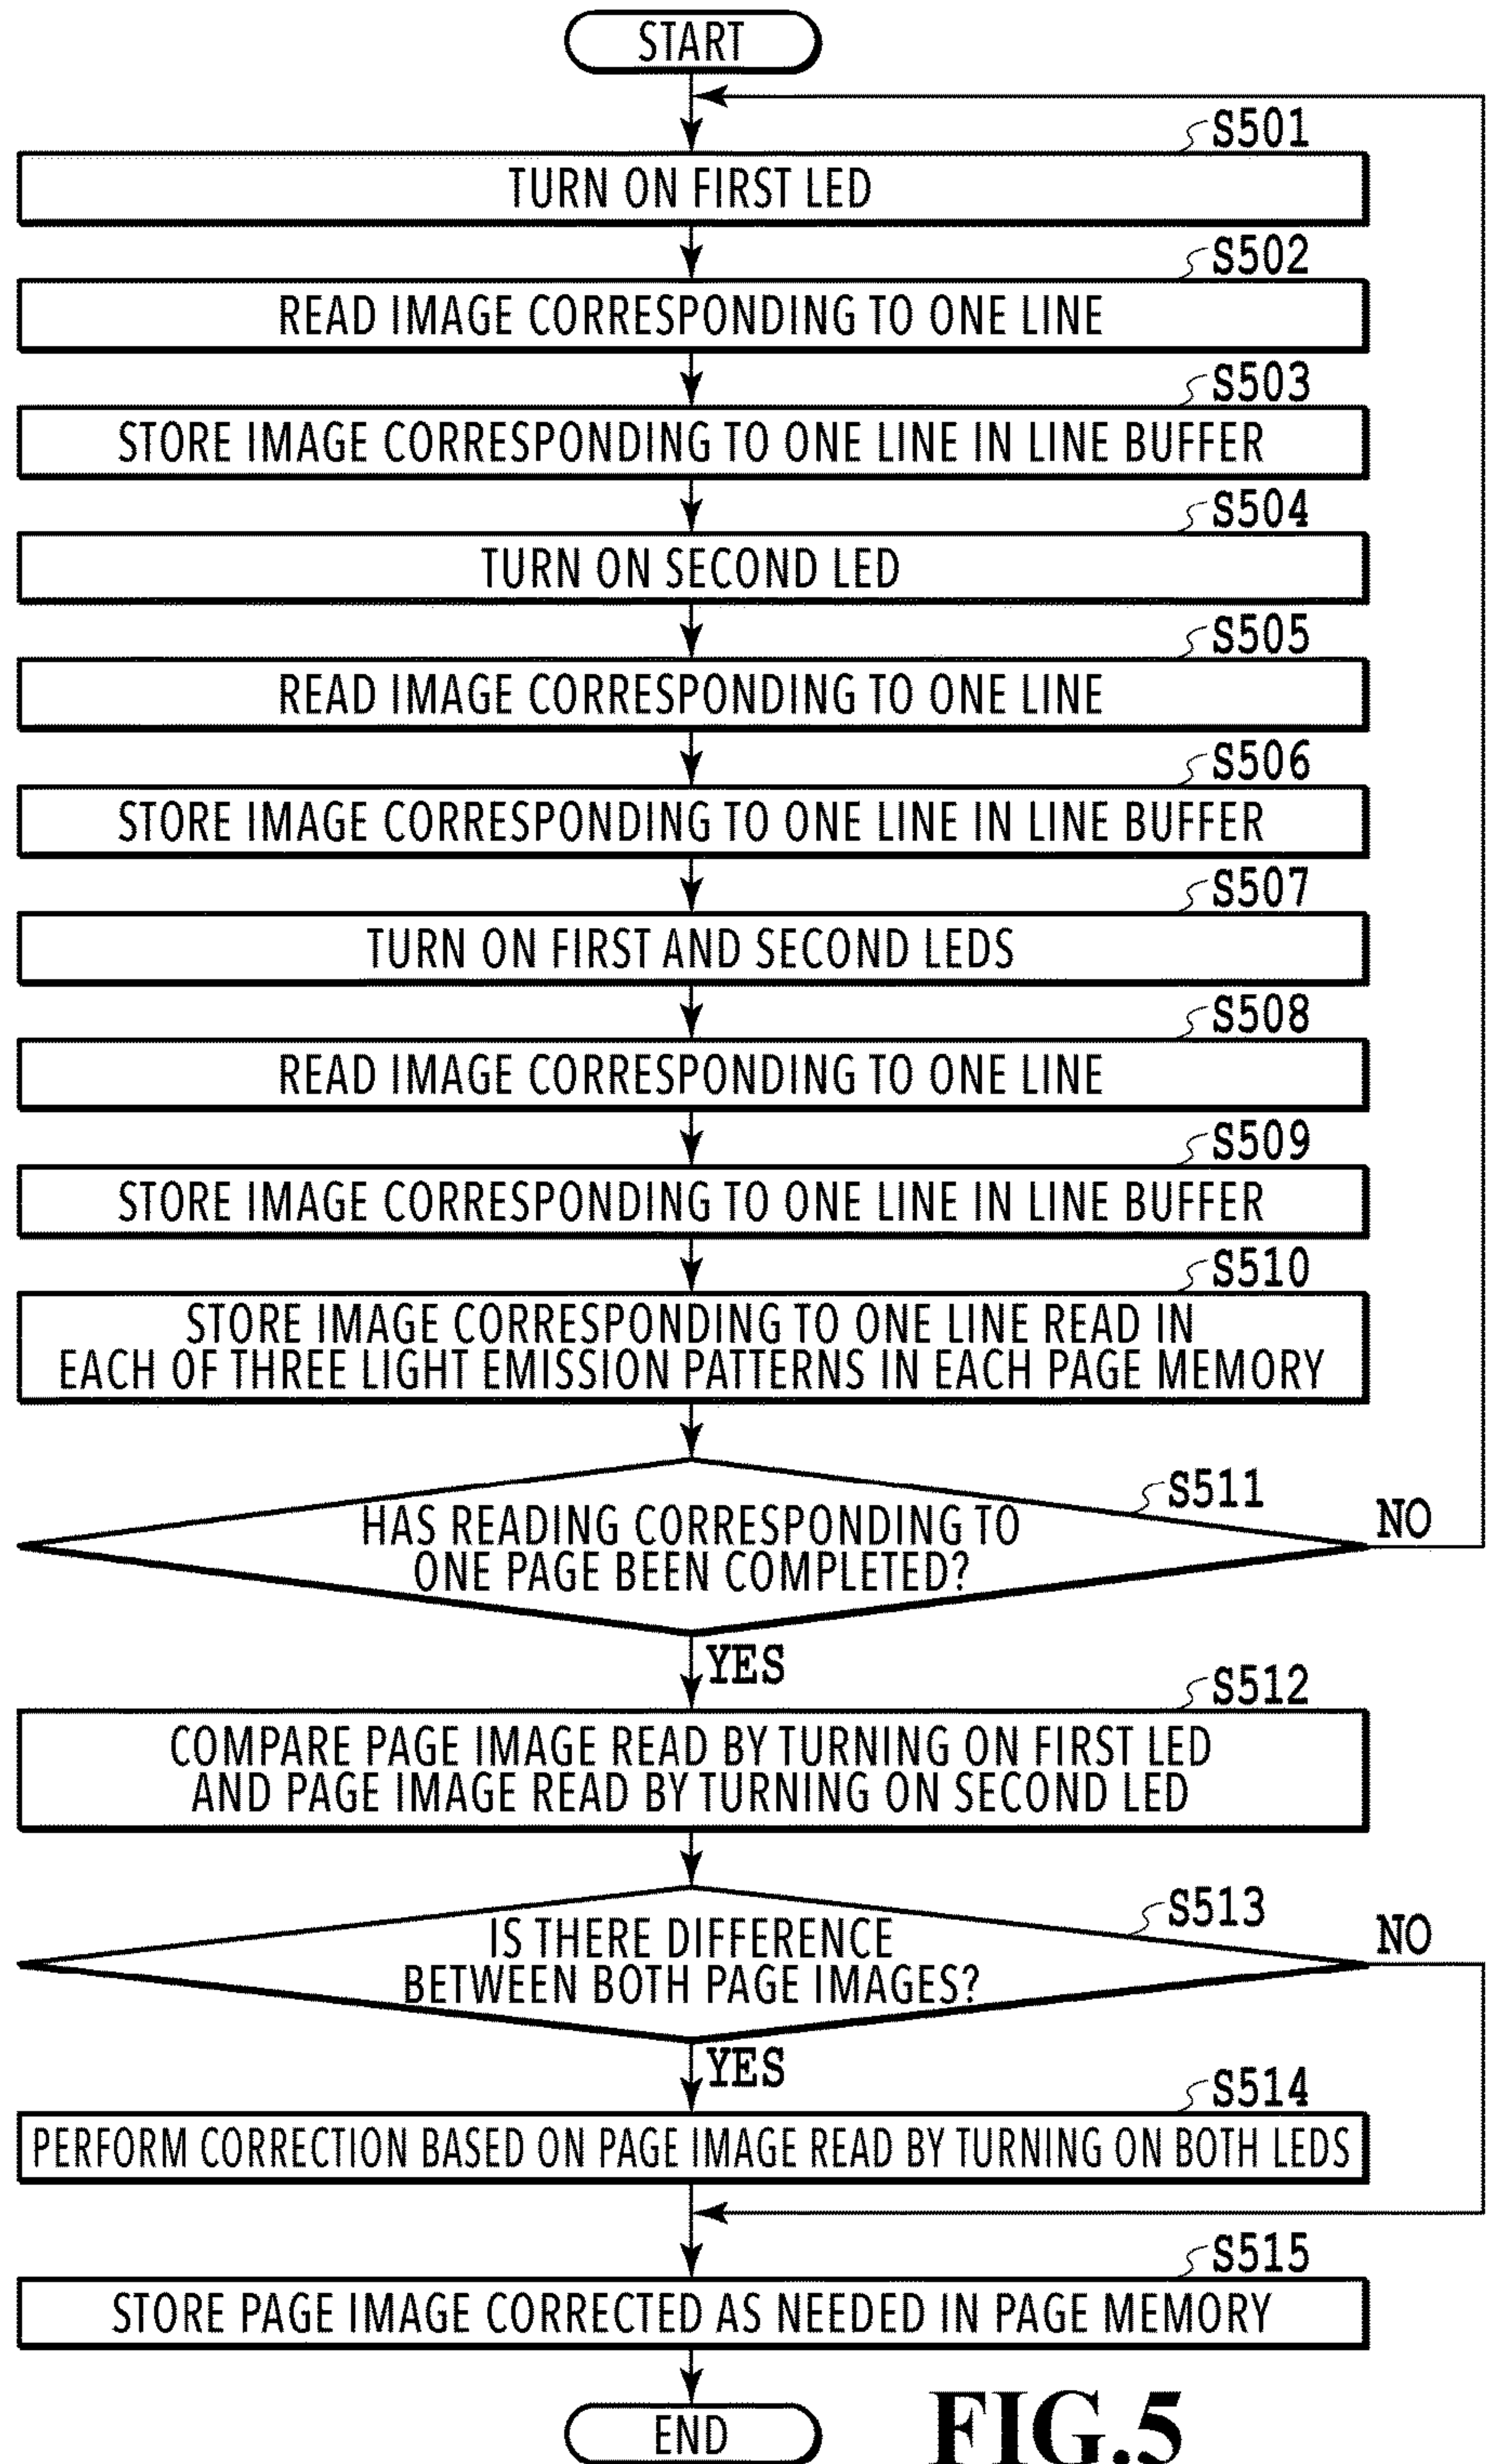 START
S501
TURN ON FIRST LED
S502
READ IMAGE CORRESPONDING TO ONE LINE
S503
STORE IMAGE CORRESPONDING TO ONE LINE IN LINE BUFFER
S504
TURN ON SECOND LED
S505
READ IMAGE CORRESPONDING TO ONE LINE
S506
STORE IMAGE CORRESPONDING TO ONE LINE IN LINE BUFFER
S507
TURN ON FIRST AND SECOND LEDS
S508
READ IMAGE CORRESPONDING TO ONE LINE
S509
STORE IMAGE CORRESPONDING TO ONE LINE IN LINE BUFFER
S510
STORE IMAGE CORRESPONDING TO ONE LINE READ IN
EACH OF THREE LIGHT EMISSION PATTERNS IN EACH PAGE MEMORY
S511
HAS READING CORRESPONDING TO
ONE PAGE BEEN COMPLETED?
NO
YES
S512
COMPARE PAGE IMAGE READ BY TURNING ON FIRST LED
AND PAGE IMAGE READ BY TURNING ON SECOND LED
S513
IS THERE DIFFERENCE
BETWEEN BOTH PAGE IMAGES?
NO
YES
S514
PERFORM CORRECTION BASED ON PAGE IMAGE READ BY TURNING ON BOTH LEDS
S515
STORE PAGE IMAGE CORRECTED AS NEEDED IN PAGE MEMORY
END
FIG.5